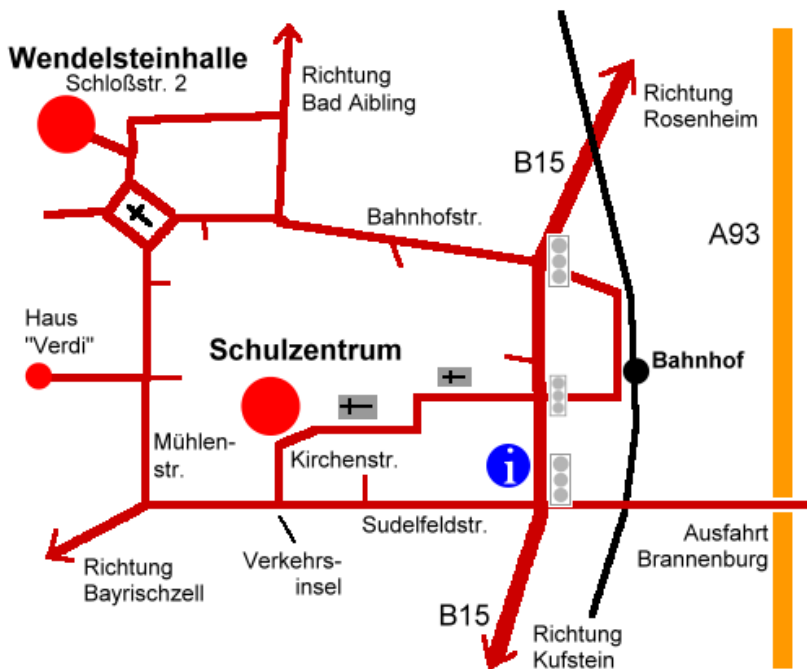 Wendelsteinhalle
Schloßstr. 2
Richtung
Bad Aibling
Richtung
Rosenheim
B15
Bahnhofstr.
A93
Haus
"Verdi"
Schulzentrum
Bahnhof
Mühlen-
str.
Kirchenstr.
i
Sudelfeldstr.
Ausfahrt
Brannenburg
Verkehrs-
insel
Richtung
Bayrischzell
B15
Richtung
Kufstein